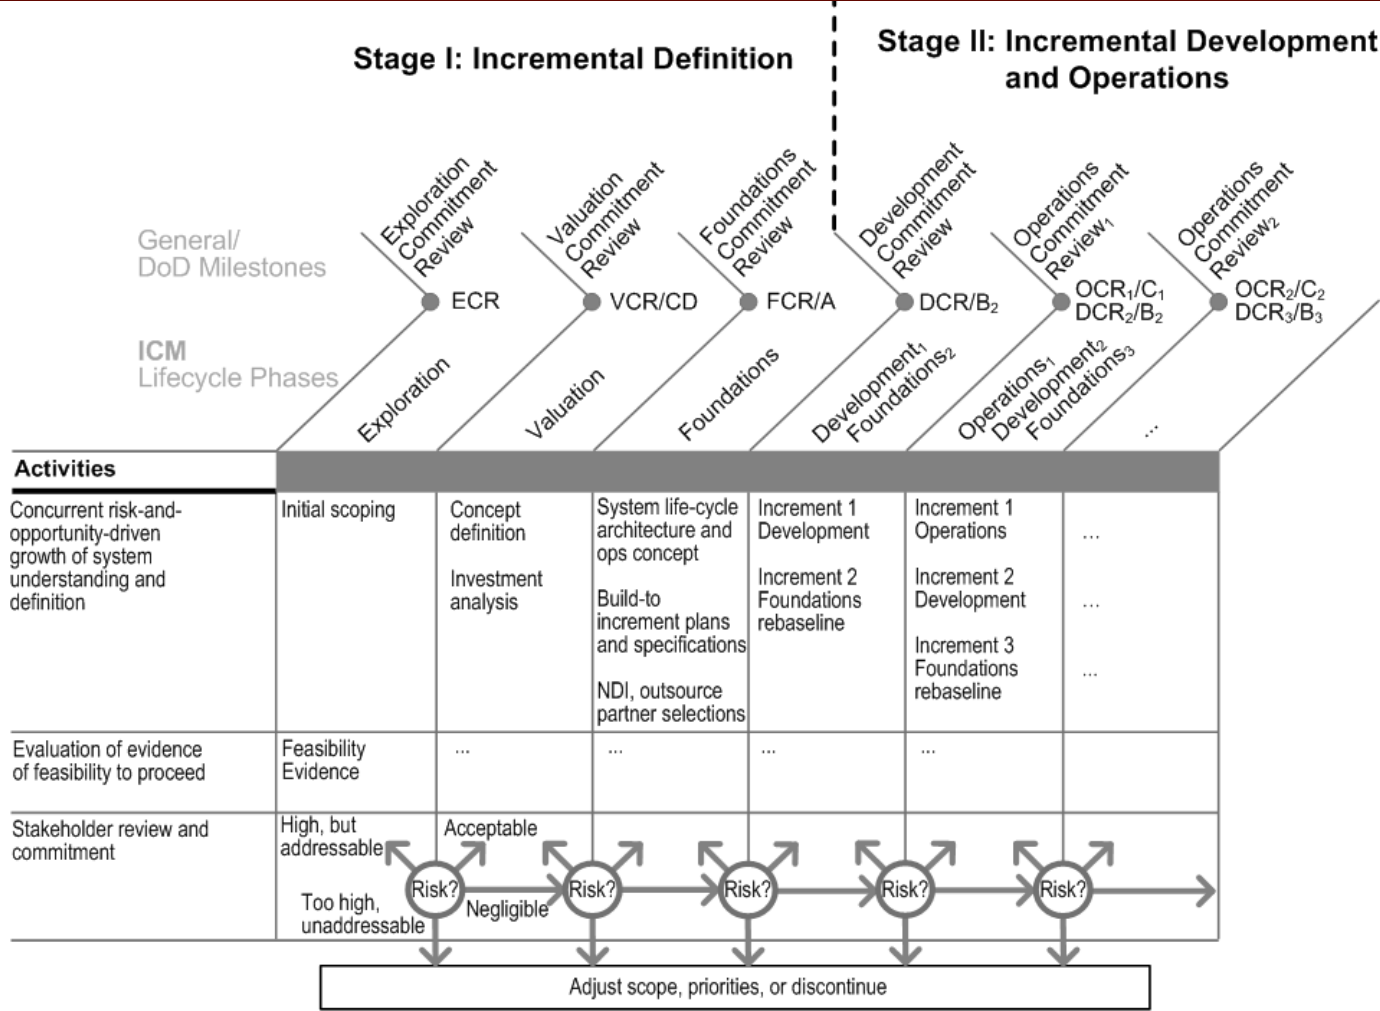 Stage I: Incremental Definition
Stage II: Incremental Development
and Operations
General/
DoD Milestones
Exploration
Commitment
Review
Valuation
Commitment
Review
Foundations
Commitment
Review
Development
Commitment
Review
Operations
Commitment
Review₁
Operations
Commitment
Review₂
ECR
VCR/CD
FCR/A
DCR/B₂
OCR₁/C₁
DCR₂/B₂
OCR₂/C₂
DCR₃/B₃
ICM
Lifecycle Phases
Exploration
Valuation
Foundations
Development₁
Foundations₂
Operations₁
Development₂
Foundations₃
...
Activities
Concurrent risk-and-
opportunity-driven
growth of system
understanding and
definition
Initial scoping
Concept
definition
Investment
analysis
System life-cycle
architecture and
ops concept
Build-to
increment plans
and specifications
NDI, outsource
partner selections
Increment 1
Development
Increment 2
Foundations
rebaseline
Increment 1
Operations
Increment 2
Development
Increment 3
Foundations
rebaseline
...
...
...
Evaluation of evidence
of feasibility to proceed
Feasibility
Evidence
...
...
...
...
Stakeholder review and
commitment
High, but
addressable
Acceptable
Too high,
unaddressable
Negligible
Risk?
Risk?
Risk?
Risk?
Risk?
Adjust scope, priorities, or discontinue